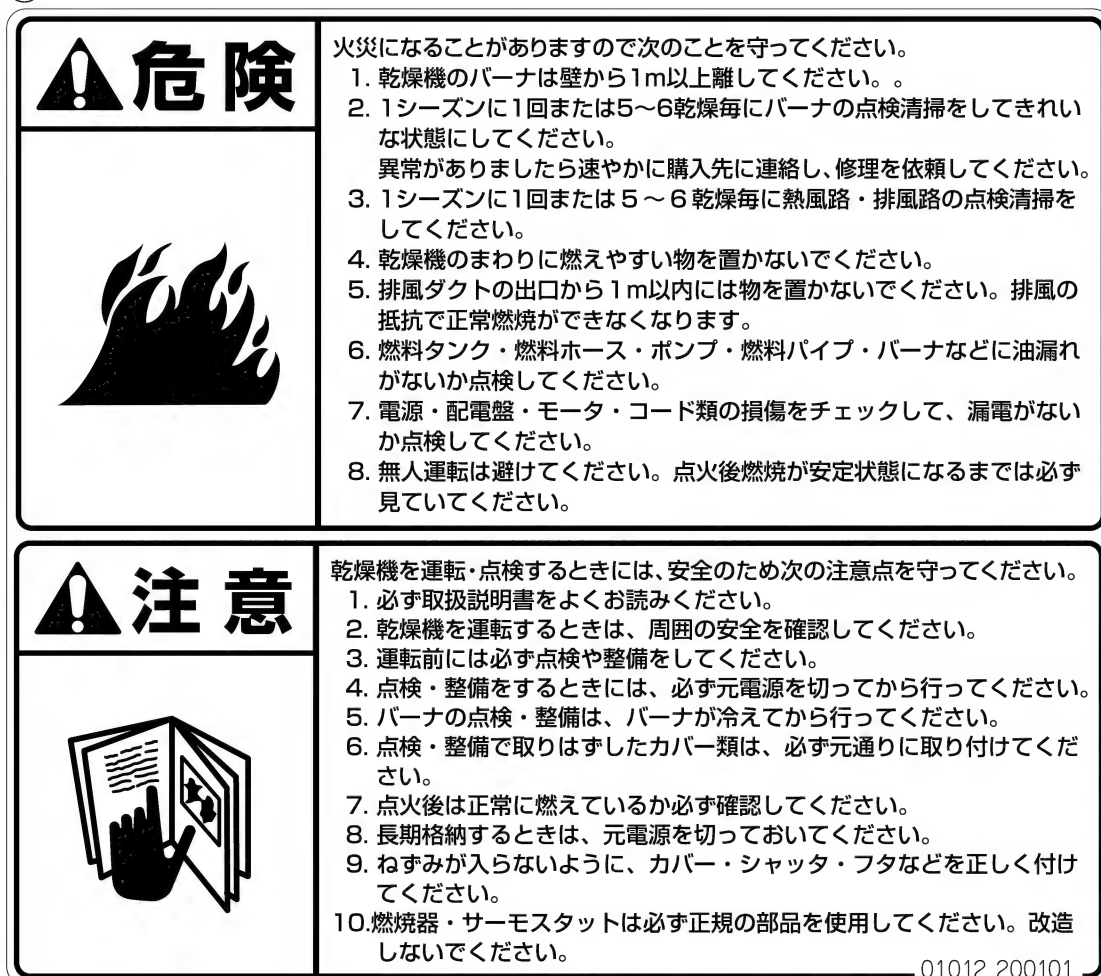 危険
火災になることがありますので次のことを守ってください。
1. 乾燥機のバーナは壁から1m以上離してください。。
2. 1シーズンに1回または5～6乾燥毎にバーナの点検清掃をしてきれい
な状態にしてください。
異常がありましたら速やかに購入先に連絡し、修理を依頼してください。
3. 1シーズンに1回または5～6乾燥毎に熱風路・排風路の点検清掃を
してください。
4. 乾燥機のまわりに燃えやすい物を置かないでください。
5. 排風ダクトの出口から1m以内には物を置かないでください。排風の
抵抗で正常燃焼ができなくなります。
6. 燃料タンク・燃料ホース・ポンプ・燃料パイプ・バーナなどに油漏れ
がないか点検してください。
7. 電源・配電盤・モータ・コード類の損傷をチェックして、漏電がない
か点検してください。
8. 無人運転は避けてください。点火後燃焼が安定状態になるまでは必ず
見ていてください。
注意
乾燥機を運転・点検するときには、安全のため次の注意点を守ってください。
1. 必ず取扱説明書をよくお読みください。
2. 乾燥機を運転するときは、周囲の安全を確認してください。
3. 運転前には必ず点検や整備をしてください。
4. 点検・整備をするときには、必ず元電源を切ってから行ってください。
5. バーナの点検・整備は、バーナが冷えてから行ってください。
6. 点検・整備で取りはずしたカバー類は、必ず元通りに取り付けてくだ
さい。
7. 点火後は正常に燃えているか必ず確認してください。
8. 長期格納するときは、元電源を切っておいてください。
9. ねずみが入らないように、カバー・シャッタ・フタなどを正しく付け
てください。
10.燃焼器・サーモスタットは必ず正規の部品を使用してください。改造
しないでください。
01012 200101